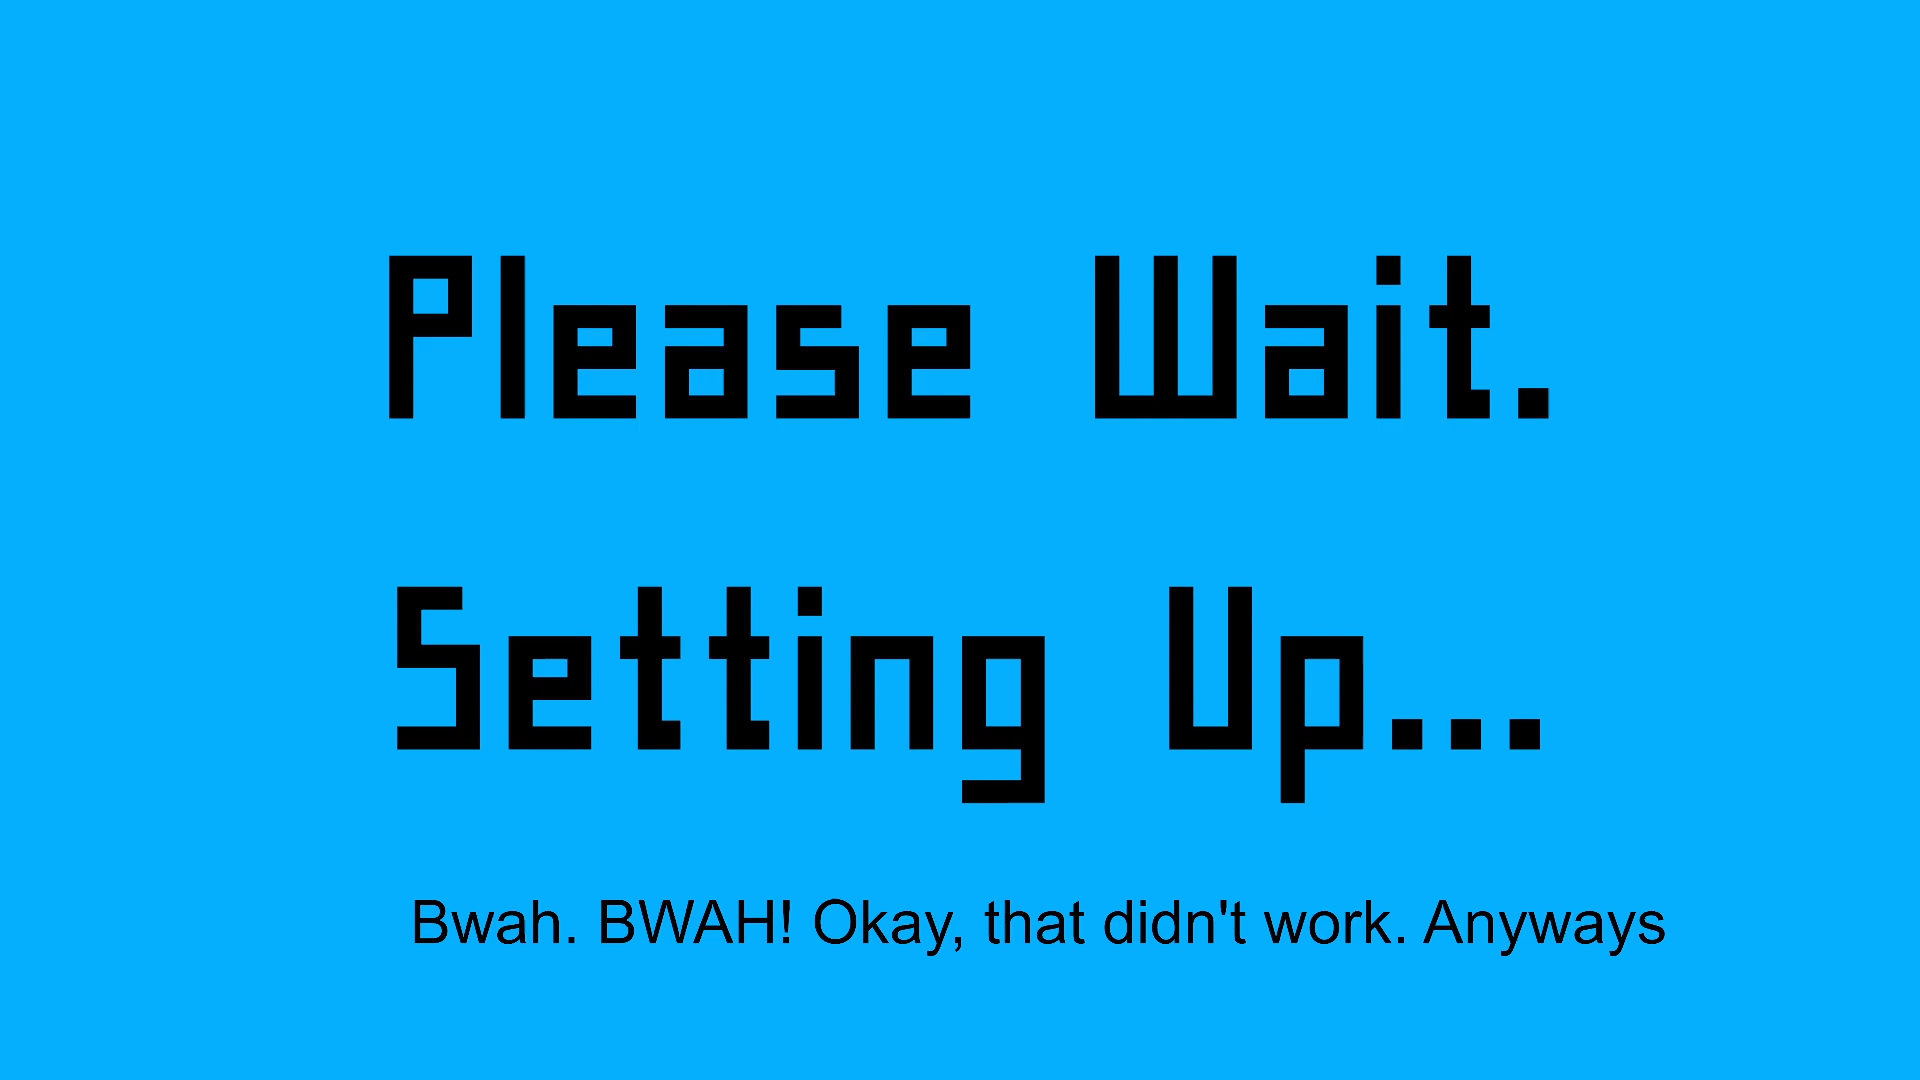 Please Wait.
Setting Up...
Bwah. BWAH! Okay, that didn't work. Anyways